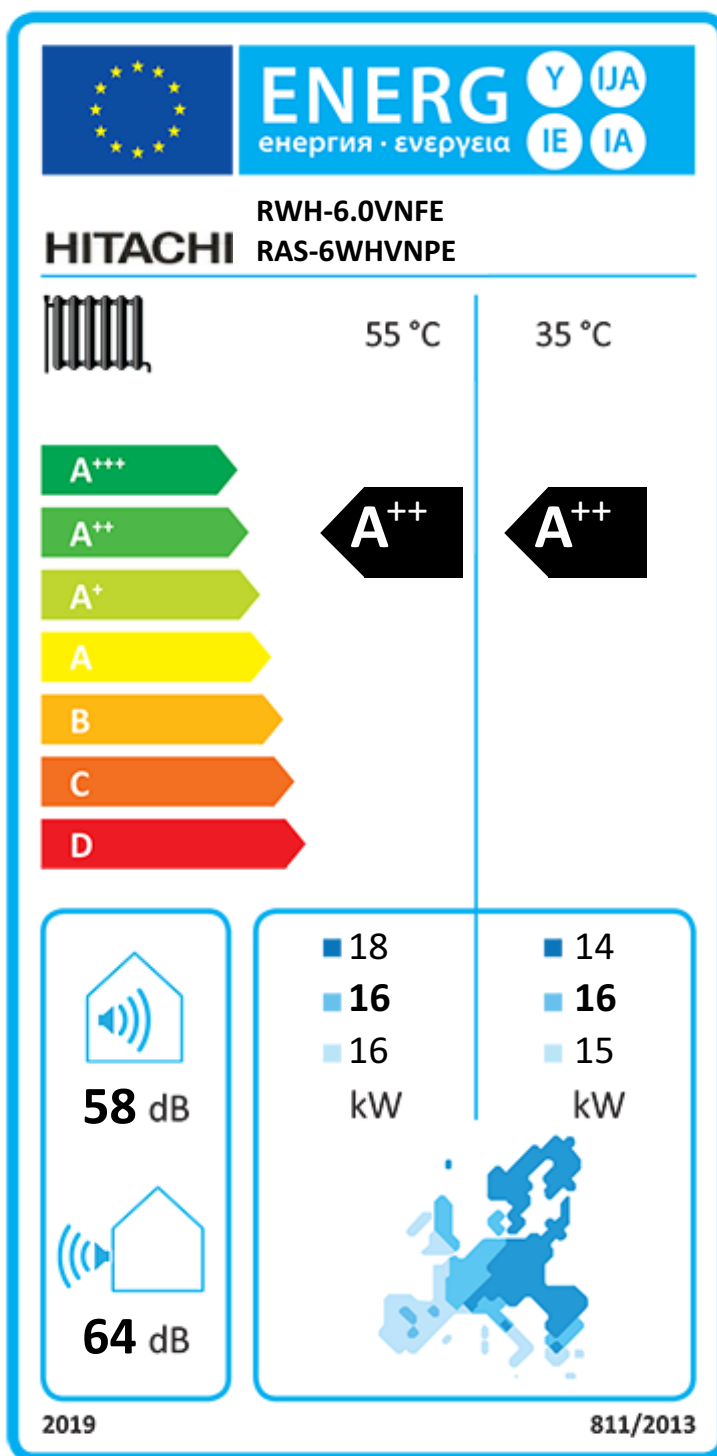 ENERG Y IJA
енергия · ενεργεια IE IA
HITACHI
RWH-6.0VNFE
RAS-6WHVNPE
55 °C 35 °C
A+++
A++ A++ A++
A+
A
B
C
D
18 14
16 16
16 15
kW kW
58 dB
64 dB
2019 811/2013